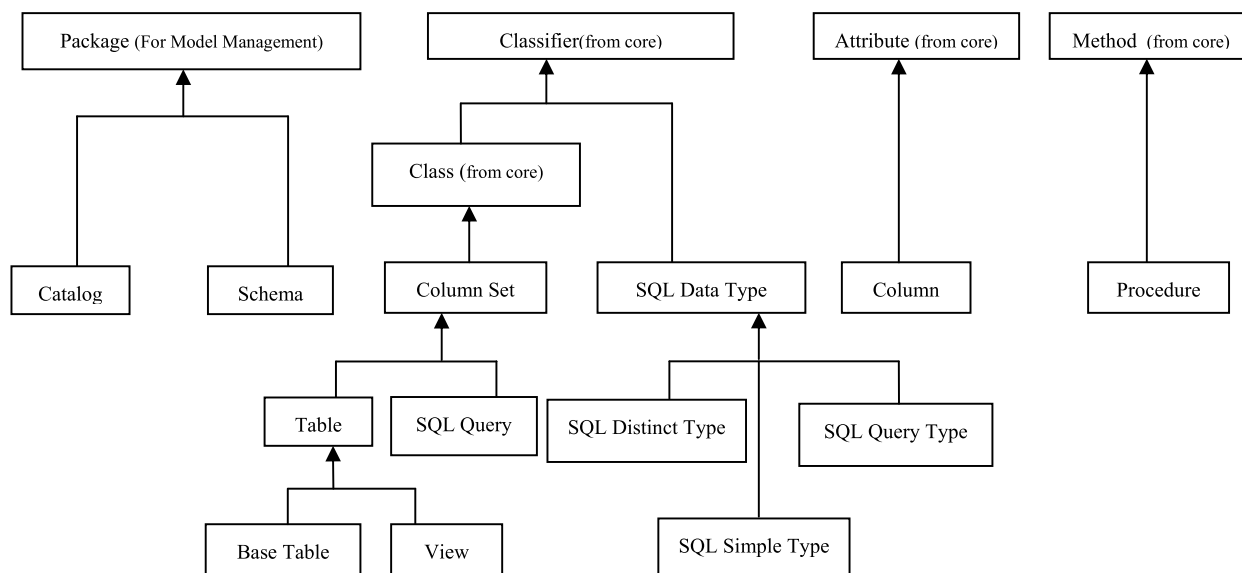 Package (For Model Management)
Classifier(from core)
Attribute (from core)
Method (from core)
Class (from core)
Catalog
Schema
Column Set
SQL Data Type
Column
Procedure
Table
SQL Query
SQL Distinct Type
SQL Query Type
Base Table
View
SQL Simple Type